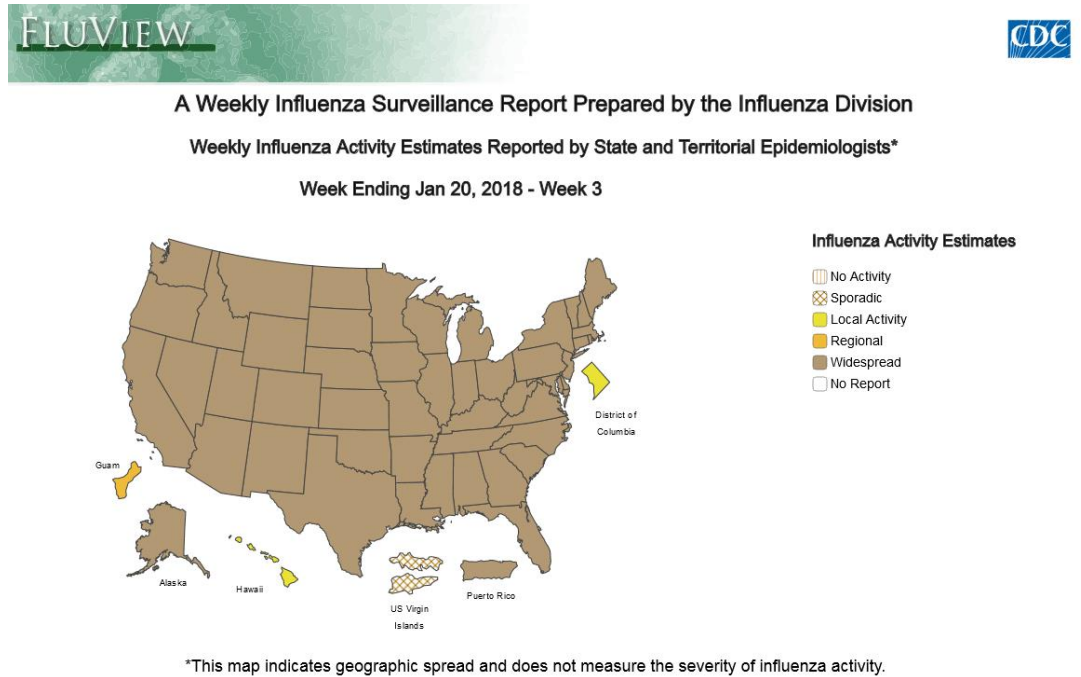 FLUVIEW
CDC
A Weekly Influenza Surveillance Report Prepared by the Influenza Division
Weekly Influenza Activity Estimates Reported by State and Territorial Epidemiologists*
Week Ending Jan 20, 2018 - Week 3
Influenza Activity Estimates
No Activity
Sporadic
Local Activity
Regional
Widespread
No Report
District of
Columbia
Guam
Alaska
Hawaii
US Virgin
Islands
Puerto Rico
*This map indicates geographic spread and does not measure the severity of influenza activity.